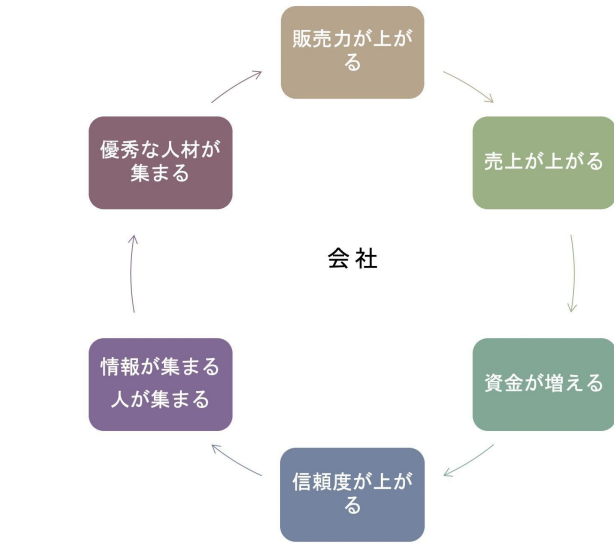 販売力が上が
る
売上が上がる
資金が増える
信頼度が上が
る
情報が集まる
人が集まる
優秀な人材が
集まる
会社